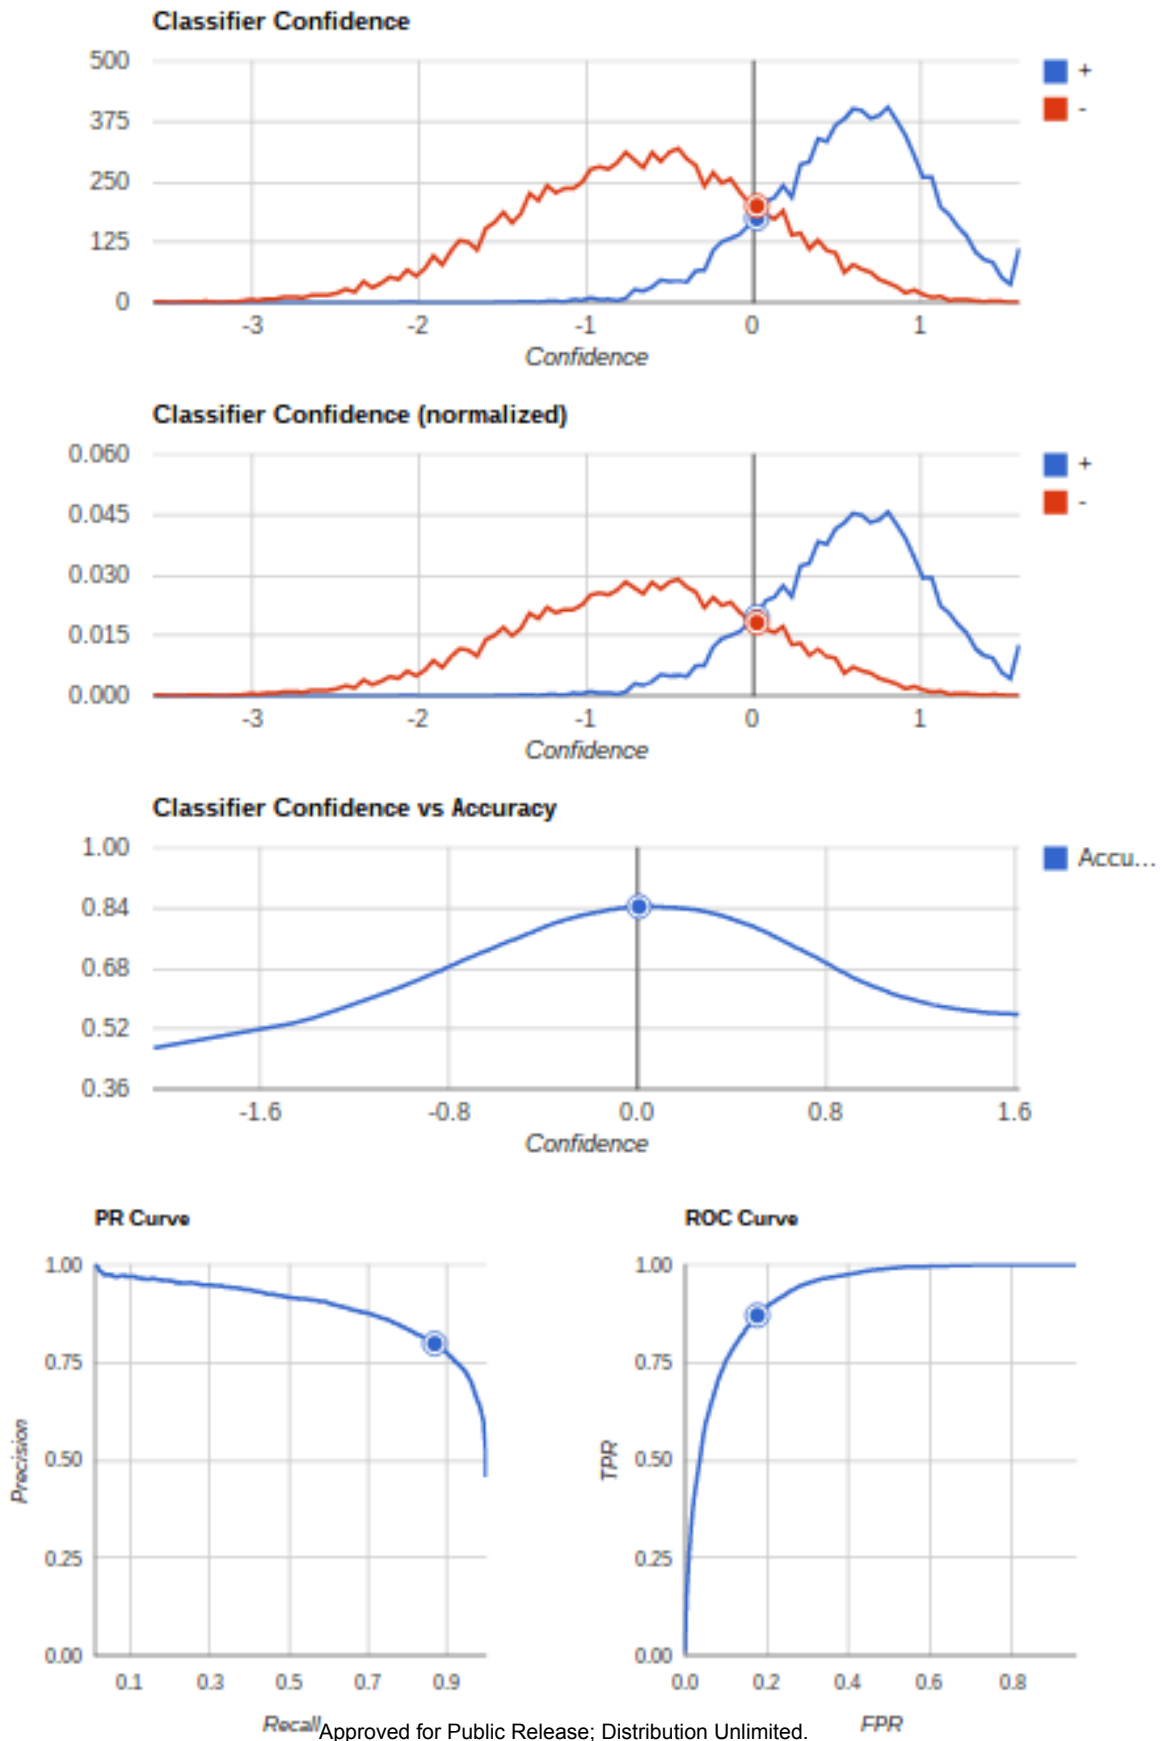 Classifier Confidence
500
375
250
125
0
-3 -2 -1 0 1
Confidence
+
-
Classifier Confidence (normalized)
0.060
0.045
0.030
0.015
0.000
-3 -2 -1 0 1
Confidence
+
-
Classifier Confidence vs Accuracy
1.00
0.84
0.68
0.52
0.36
-1.6 -0.8 0.0 0.8 1.6
Confidence
Accu...
PR Curve
1.00
0.75
0.50
0.25
0.00
Precision
0.1 0.3 0.5 0.7 0.9
Recall
ROC Curve
1.00
0.75
0.50
0.25
0.00
TPR
0.0 0.2 0.4 0.6 0.8
FPR
Approved for Public Release; Distribution Unlimited.